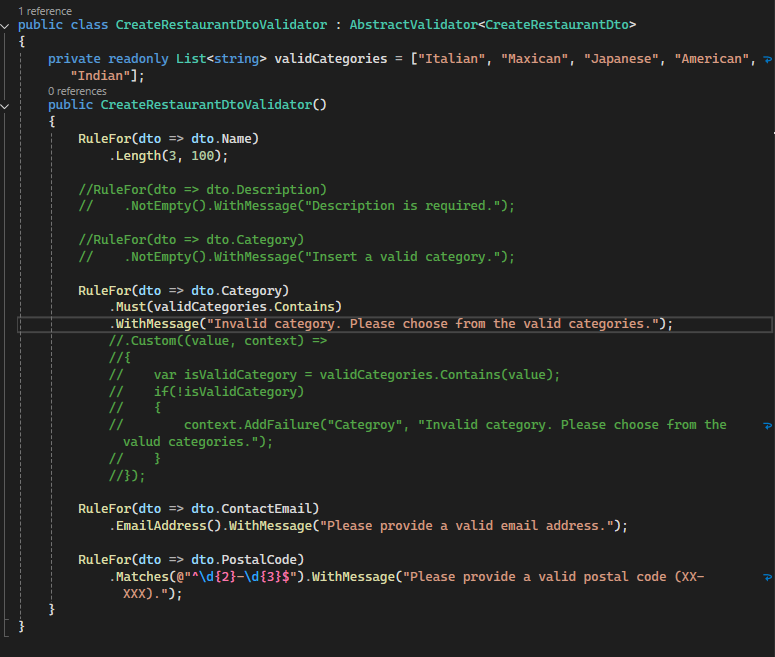 1 reference
public class CreateRestaurantDtoValidator : AbstractValidator<CreateRestaurantDto>
{
private readonly List<string> validCategories = ["Italian", "Maxican", "Japanese", "American",
"Indian"];
0 references
public CreateRestaurantDtoValidator()
{
RuleFor(dto => dto.Name)
.Length(3, 100);
//RuleFor(dto => dto.Description)
//    .NotEmpty().WithMessage("Description is required.");
//RuleFor(dto => dto.Category)
//    .NotEmpty().WithMessage("Insert a valid category.");
RuleFor(dto => dto.Category)
.Must(validCategories.Contains)
.WithMessage("Invalid category. Please choose from the valid categories.");
//.Custom((value, context) =>
//{
//    var isValidCategory = validCategories.Contains(value);
//    if(!isValidCategory)
//    {
//        context.AddFailure("Categroy", "Invalid category. Please choose from the
valud categories.");
//    }
//});
RuleFor(dto => dto.ContactEmail)
.EmailAddress().WithMessage("Please provide a valid email address.");
RuleFor(dto => dto.PostalCode)
.Matches(@"^\d{2}-\d{3}$").WithMessage("Please provide a valid postal code (XX-
XXX).");
}
}